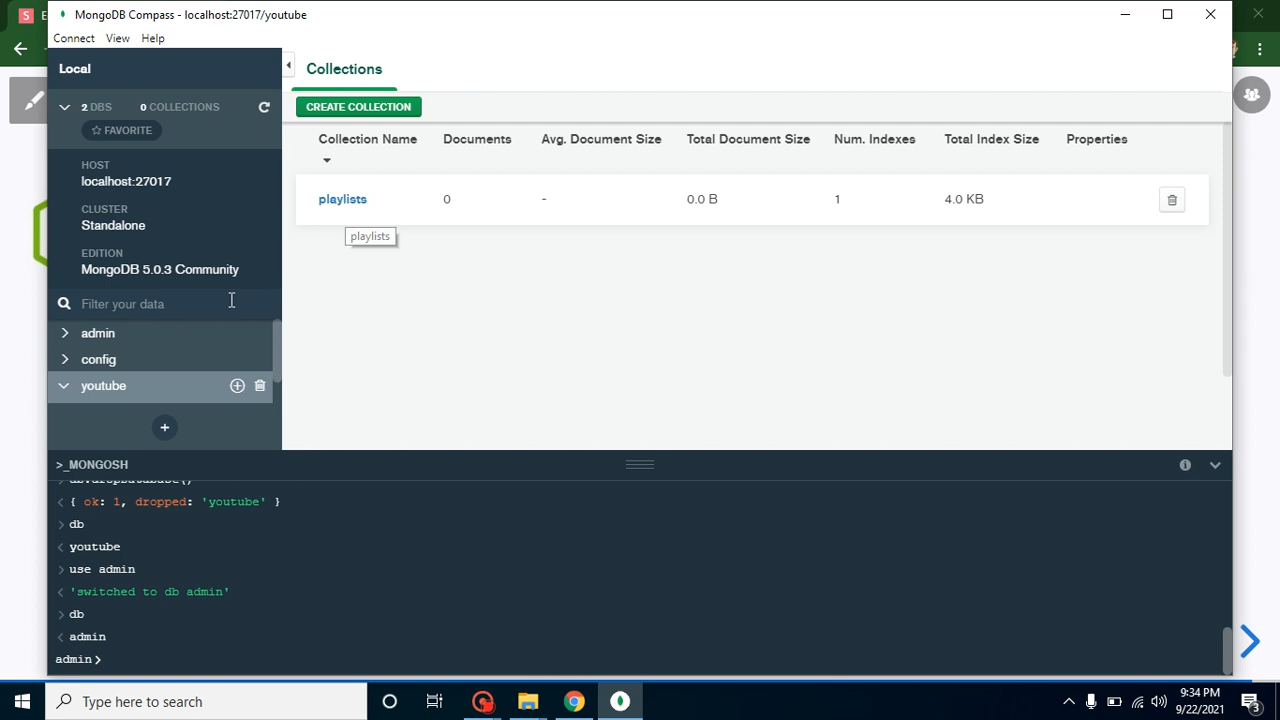 S E
MongoDB Compass - localhost:27017/youtube
Connect View Help
Local
2 DBS 0 COLLECTIONS
FAVORITE
HOST
localhost:27017
CLUSTER
Standalone
EDITION
MongoDB 5.0.3 Community
Filter your data
admin
config
youtube
+
Collections
CREATE COLLECTION
Collection Name Documents Avg. Document Size Total Document Size Num. Indexes Total Index Size Properties
playlists 0 - 0.0 B 1 4.0 KB
playlists
>_MONGOSH
> db.dropDatabase()
< { ok: 1, dropped: 'youtube' }
> db
< youtube
> use admin
< 'switched to db admin'
> db
< admin
admin>
Type here to search
9:34 PM
9/22/2021
3